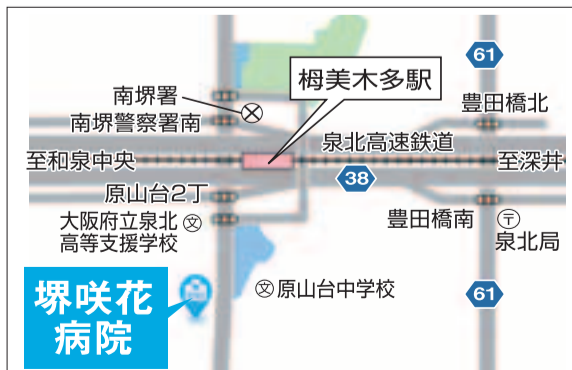 61
栂美木多駅
南堺署
豊田橋北
南堺警察署南
泉北高速鉄道
至和泉中央
至深井
38
原山台2丁
大阪府立泉北
高等支援学校
文
豊田橋南
〒
泉北局
文
原山台中学校
61
堺咲花
病院